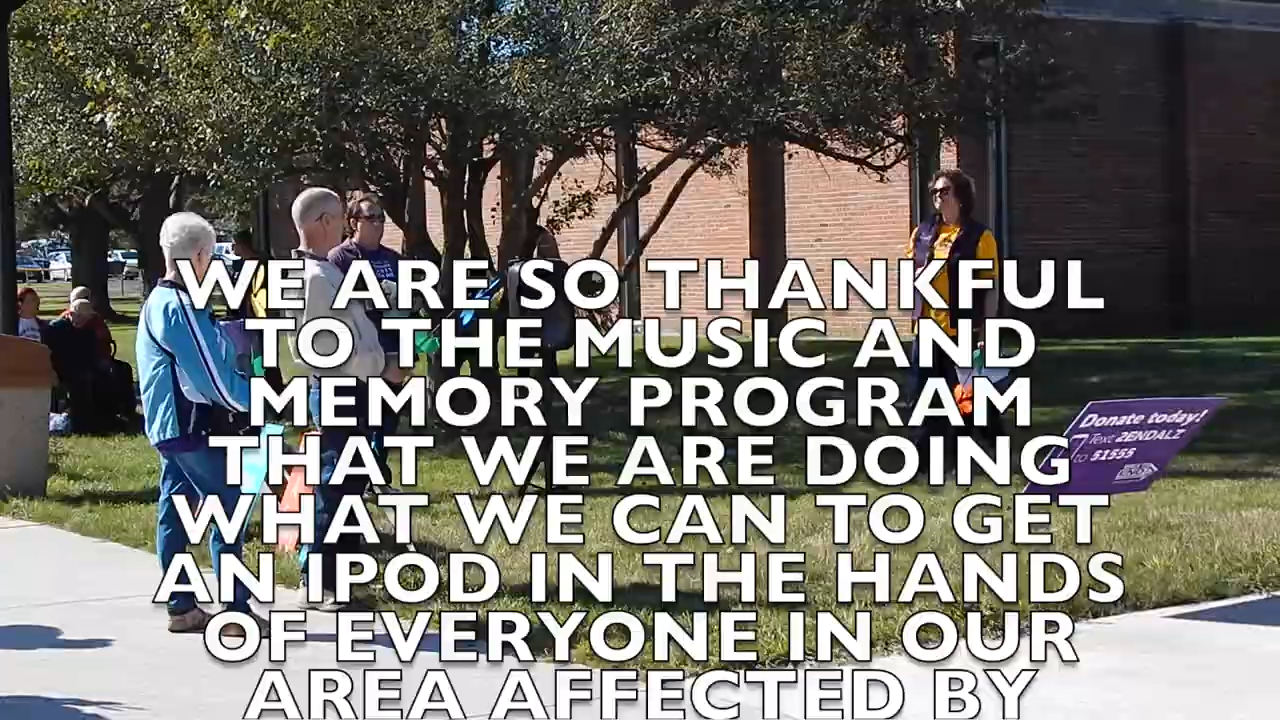 WE ARE SO THANKFUL
TO THE MUSIC AND
MEMORY PROGRAM
THAT WE ARE DOING
WHAT WE CAN TO GET
AN IPOD IN THE HANDS
OF EVERYONE IN OUR
AREA AFFECTED BY
Donate today!
Text 2ENDALZ
to 51555